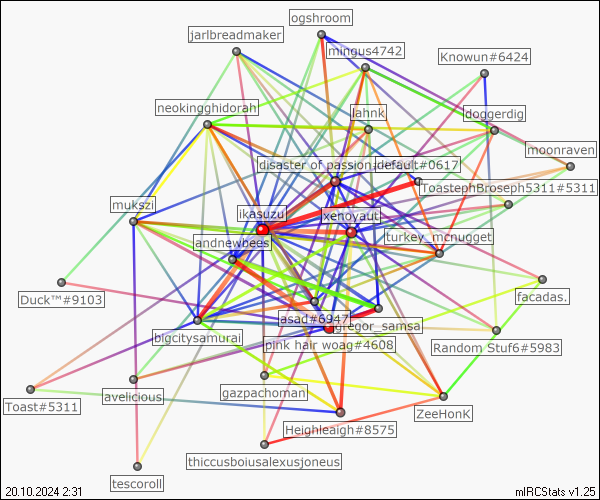 ogshroom
jarlbreadmaker
mingus4742
Knowun#6424
neokingghidorah
lahnk
doggerdig
moonraven
disaster of passion
default#0617
ToastephBroseph5311#5311
mukszi
ikasuzu
xenoyaut
andnewbees
turkey_mcnugget
Duck™#9103
facadas.
asad#6947
gregor_samsa
bigcitysamurai
pink hair woag#4608
Random Stuf6#5983
Toast#5311
avelicious
gazpachoman
ZeeHonK
Heighleaigh#8575
thiccusboiusalexusjoneus
tescoroll
20.10.2024 2:31
mIRCStats v1.25